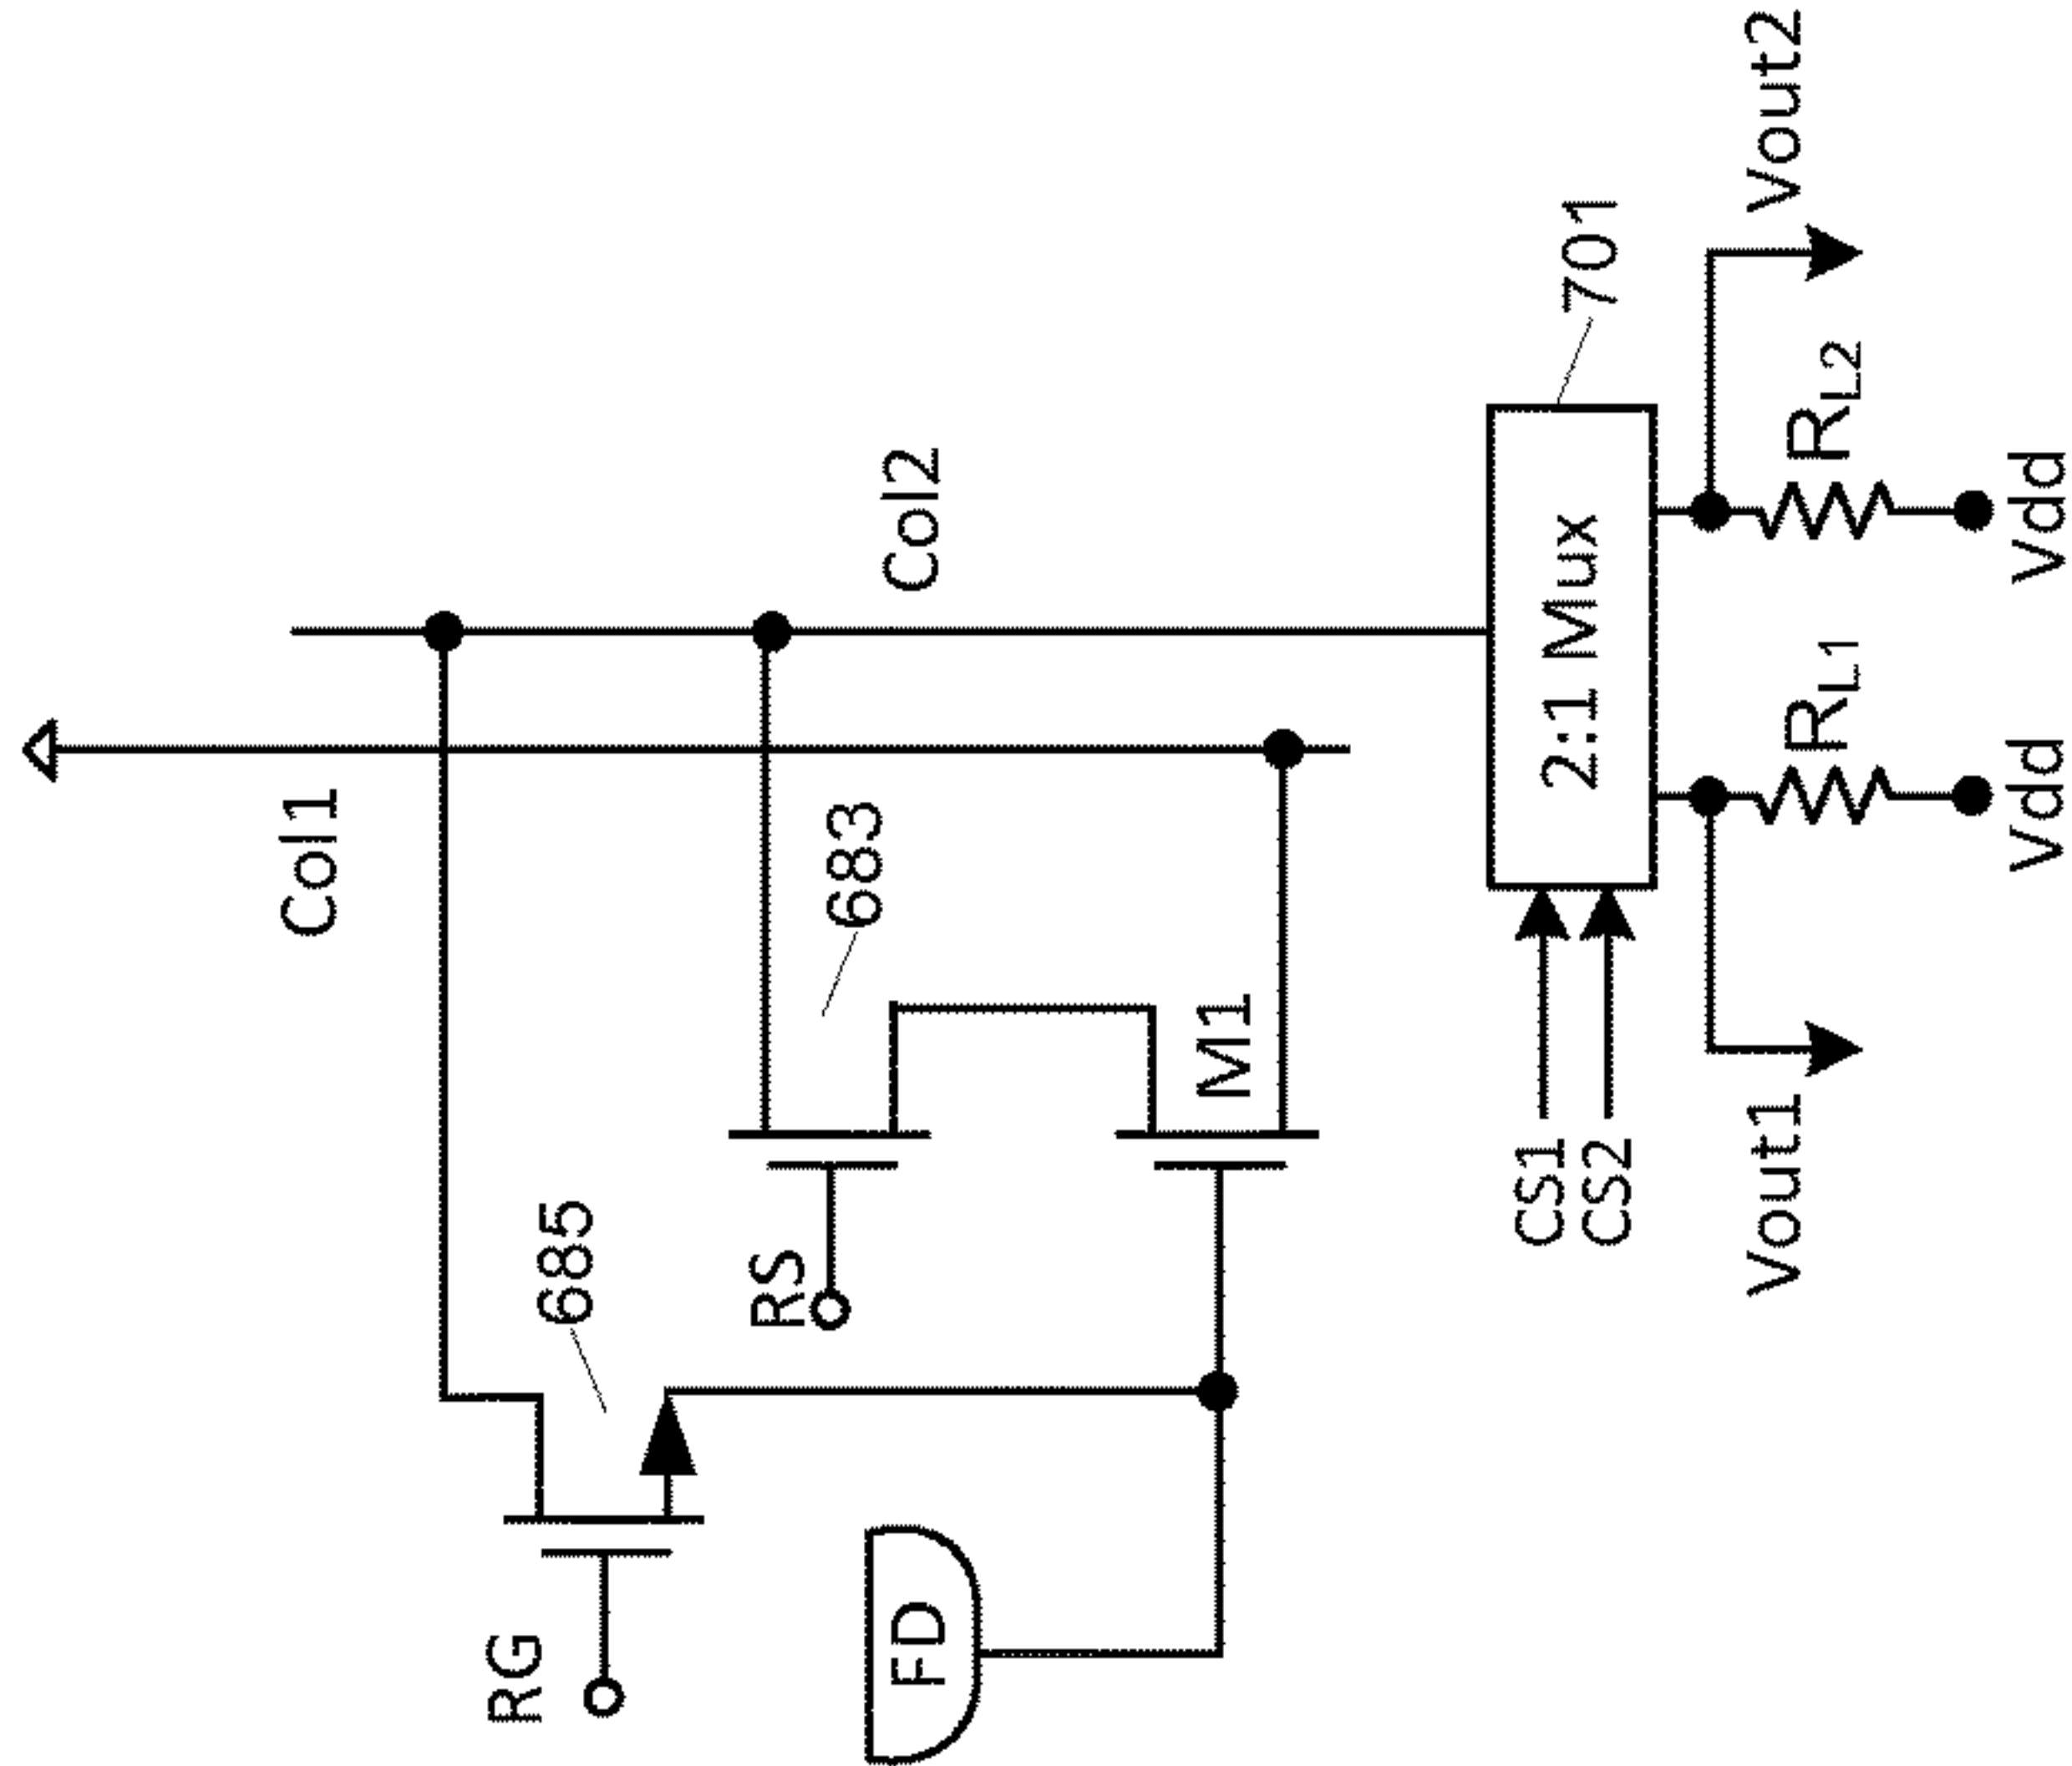 Col1
Col2
685
683
RG
RS
M1
FD
701
2:1 Mux
CS1
CS2
Vout1
Vout2
RL1
RL2
Vdd
Vdd